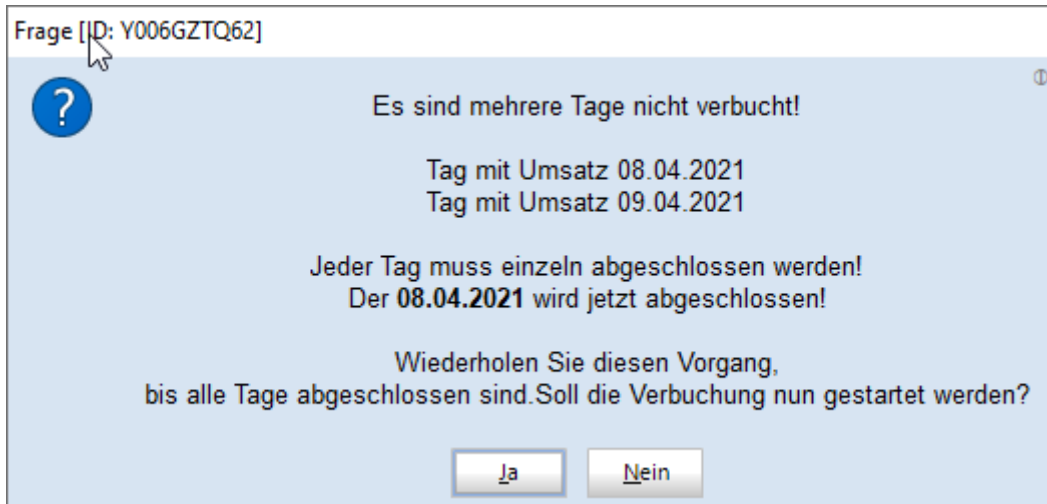 Frage [ID: Y006GZTQ62]
?
Es sind mehrere Tage nicht verbucht!
Tag mit Umsatz 08.04.2021
Tag mit Umsatz 09.04.2021
Jeder Tag muss einzeln abgeschlossen werden!
Der 08.04.2021 wird jetzt abgeschlossen!
Wiederholen Sie diesen Vorgang,
bis alle Tage abgeschlossen sind.Soll die Verbuchung nun gestartet werden?
Ja
Nein